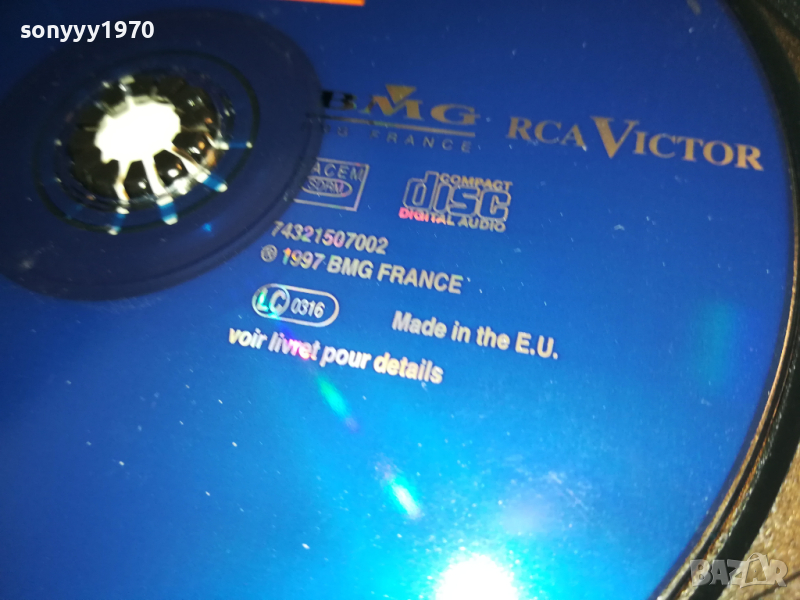 sonyyy1970
BMG
FRANCE
RCA VICTOR
SACEM
SDRM
COMPACT
disc
DIGITAL AUDIO
74321507002
℗ 1997 BMG FRANCE
LC 0316
Made in the E.U.
voir livret pour details
BAZAR